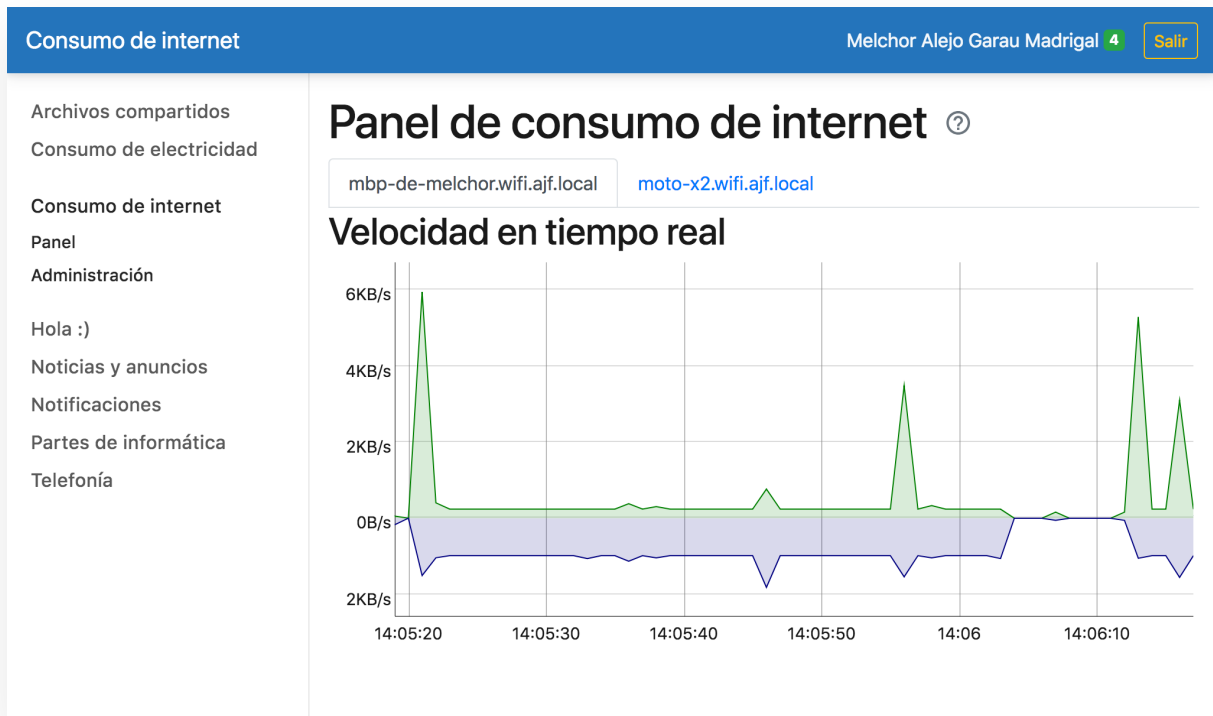 Consumo de internet
Melchor Alejo Garau Madrigal 4 Salir
Archivos compartidos
Consumo de electricidad
Consumo de internet
Panel
Administración
Hola :)
Noticias y anuncios
Notificaciones
Partes de informática
Telefonía
Panel de consumo de internet ?
mbp-de-melchor.wifi.ajf.local moto-x2.wifi.ajf.local
Velocidad en tiempo real
6KB/s
4KB/s
2KB/s
0B/s
2KB/s
14:05:20 14:05:30 14:05:40 14:05:50 14:06 14:06:10